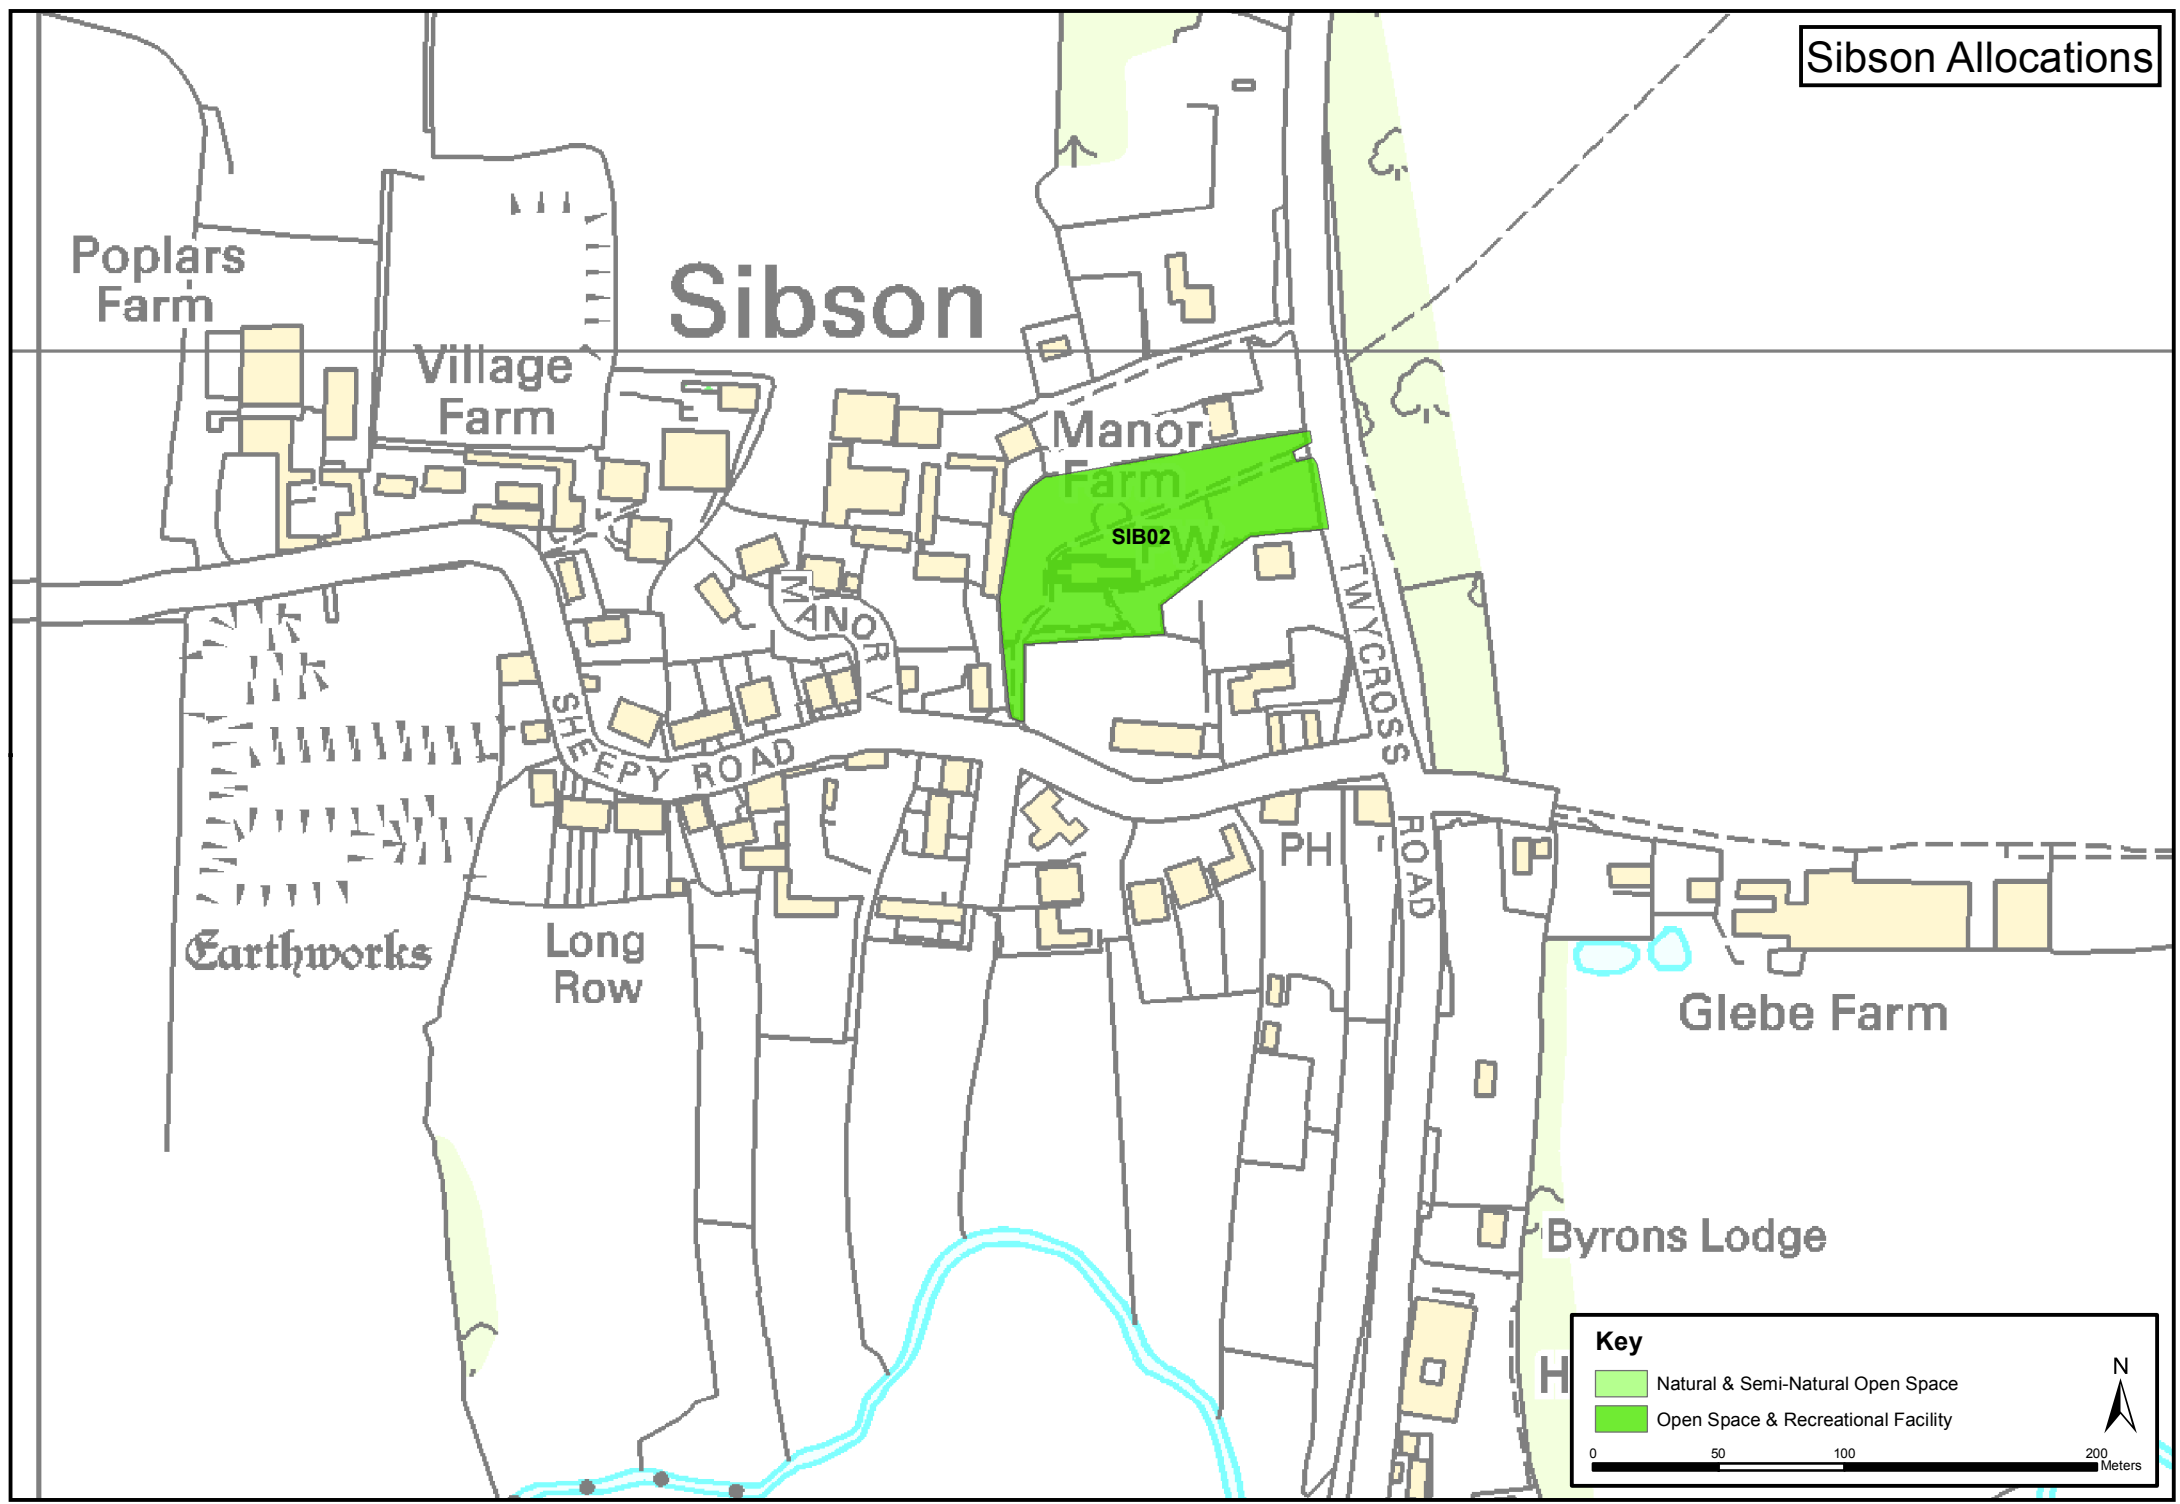 Sibson Allocations
Poplars
Farm
Sibson
Village
Farm
Manor
Farm
SIB02
PW
MANOR
TWYCROSS
ROAD
SHEEPY ROAD
PH
Earthworks
Long
Row
Glebe Farm
Byrons Lodge
H
Key
Natural & Semi-Natural Open Space
Open Space & Recreational Facility
N
0 50 100 200
Meters